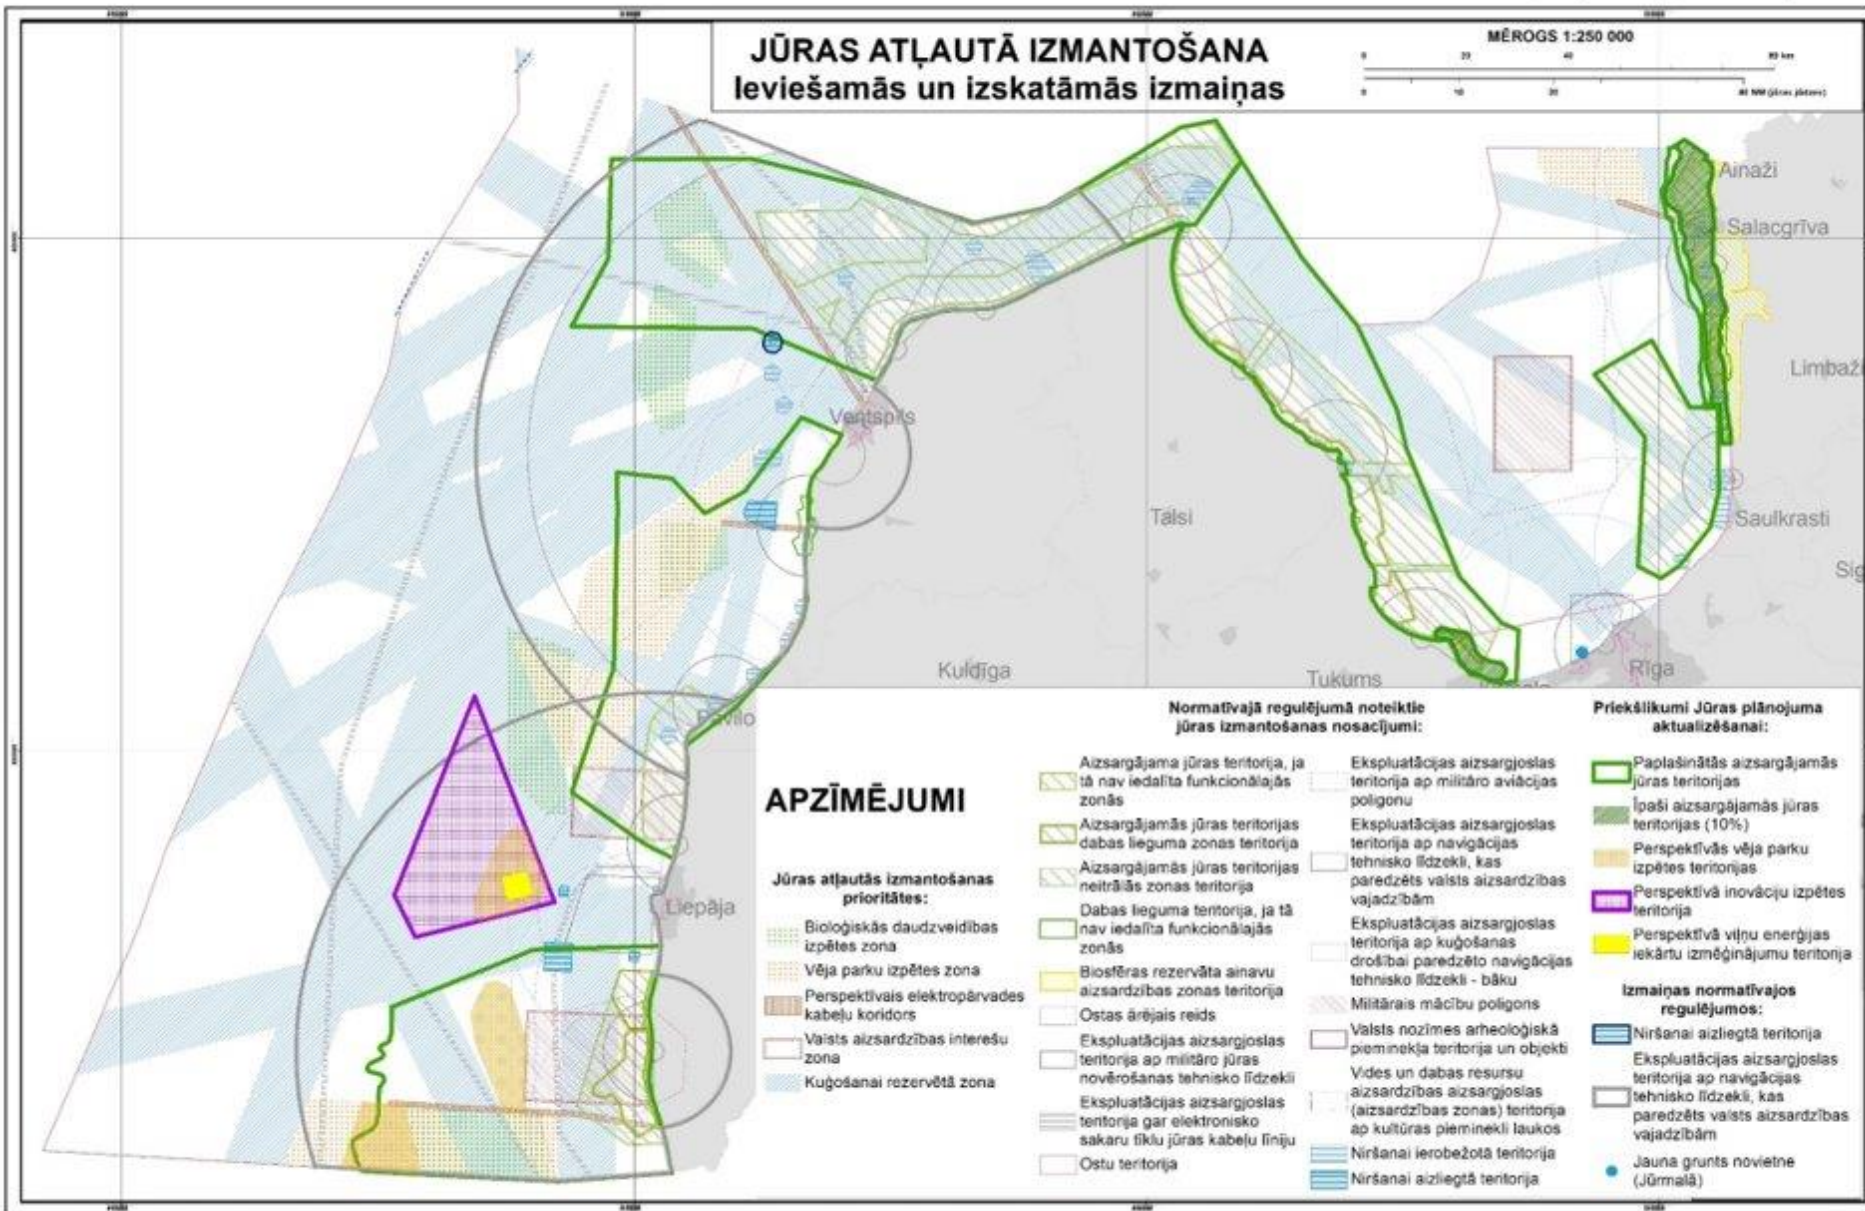 JŪRAS ATĻAUTĀ IZMANTOŠANA
Ieviešamās un izskatāmās izmaiņas
MĒROGS 1:250 000
Ainaži
Salacgrīva
Limbaži
Ventspils
Talsi
Saulkrasti
Sig
Kuldīga
Tukums
Rīga
Pāvilo
Liepāja
APZĪMĒJUMI
Jūras atļautās izmantošanas
prioritātes:
Bioloģiskās daudzveidības
izpētes zona
Vēja parku izpētes zona
Perspektīvais elektropārvades
kabeļu koridors
Valsts aizsardzības interešu
zona
Kuģošanai rezervētā zona
Normatīvajā regulējumā noteiktie
jūras izmantošanas nosacījumi:
Aizsargājama jūras teritorija, ja
tā nav iedalīta funkcionālajās
zonās
Aizsargājamās jūras teritorijas
dabas lieguma zonas teritorija
Aizsargājamās jūras teritorijas
neitrālās zonas teritorija
Dabas lieguma teritorija, ja tā
nav iedalīta funkcionālajās
zonās
Biosfēras rezervāta ainavu
aizsardzības zonas teritorija
Ostas ārējais reids
Ekspluatācijas aizsargjoslas
teritorija ap militāro jūras
novērošanas tehnisko līdzekli
Ekspluatācijas aizsargjoslas
teritorija gar elektronisko
sakaru tīklu jūras kabeļu līniju
Ostu teritorija
Ekspluatācijas aizsargjoslas
teritorija ap militāro aviācijas
poligonu
Ekspluatācijas aizsargjoslas
teritorija ap navigācijas
tehnisko līdzekli, kas
paredzēts valsts aizsardzības
vajadzībām
Ekspluatācijas aizsargjoslas
teritorija ap kuģošanas
drošībai paredzēto navigācijas
tehnisko līdzekli - bāku
Militārais mācību poligons
Valsts nozīmes arheoloģiskā
pieminekļa teritorija un objekti
Vides un dabas resursu
aizsardzības aizsargjoslas
(aizsardzības zonas) teritorija
ap kultūras pieminekli laukos
Niršanai ierobežotā teritorija
Niršanai aizliegtā teritorija
Priekšlikumi Jūras plānojuma
aktualizēšanai:
Paplašinātās aizsargājamās
jūras teritorijas
Īpaši aizsargājamās jūras
teritorijas (10%)
Perspektīvās vēja parku
izpētes teritorijas
Perspektīvā inovāciju izpētes
teritorija
Perspektīvā viļņu enerģijas
iekārtu izmēģinājumu teritorija
Izmaiņas normatīvajos
regulējumos:
Niršanai aizliegtā teritorija
Ekspluatācijas aizsargjoslas
teritorija ap navigācijas
tehnisko līdzekli, kas
paredzēts valsts aizsardzības
vajadzībām
Jauna grunts novietne
(Jūrmalā)